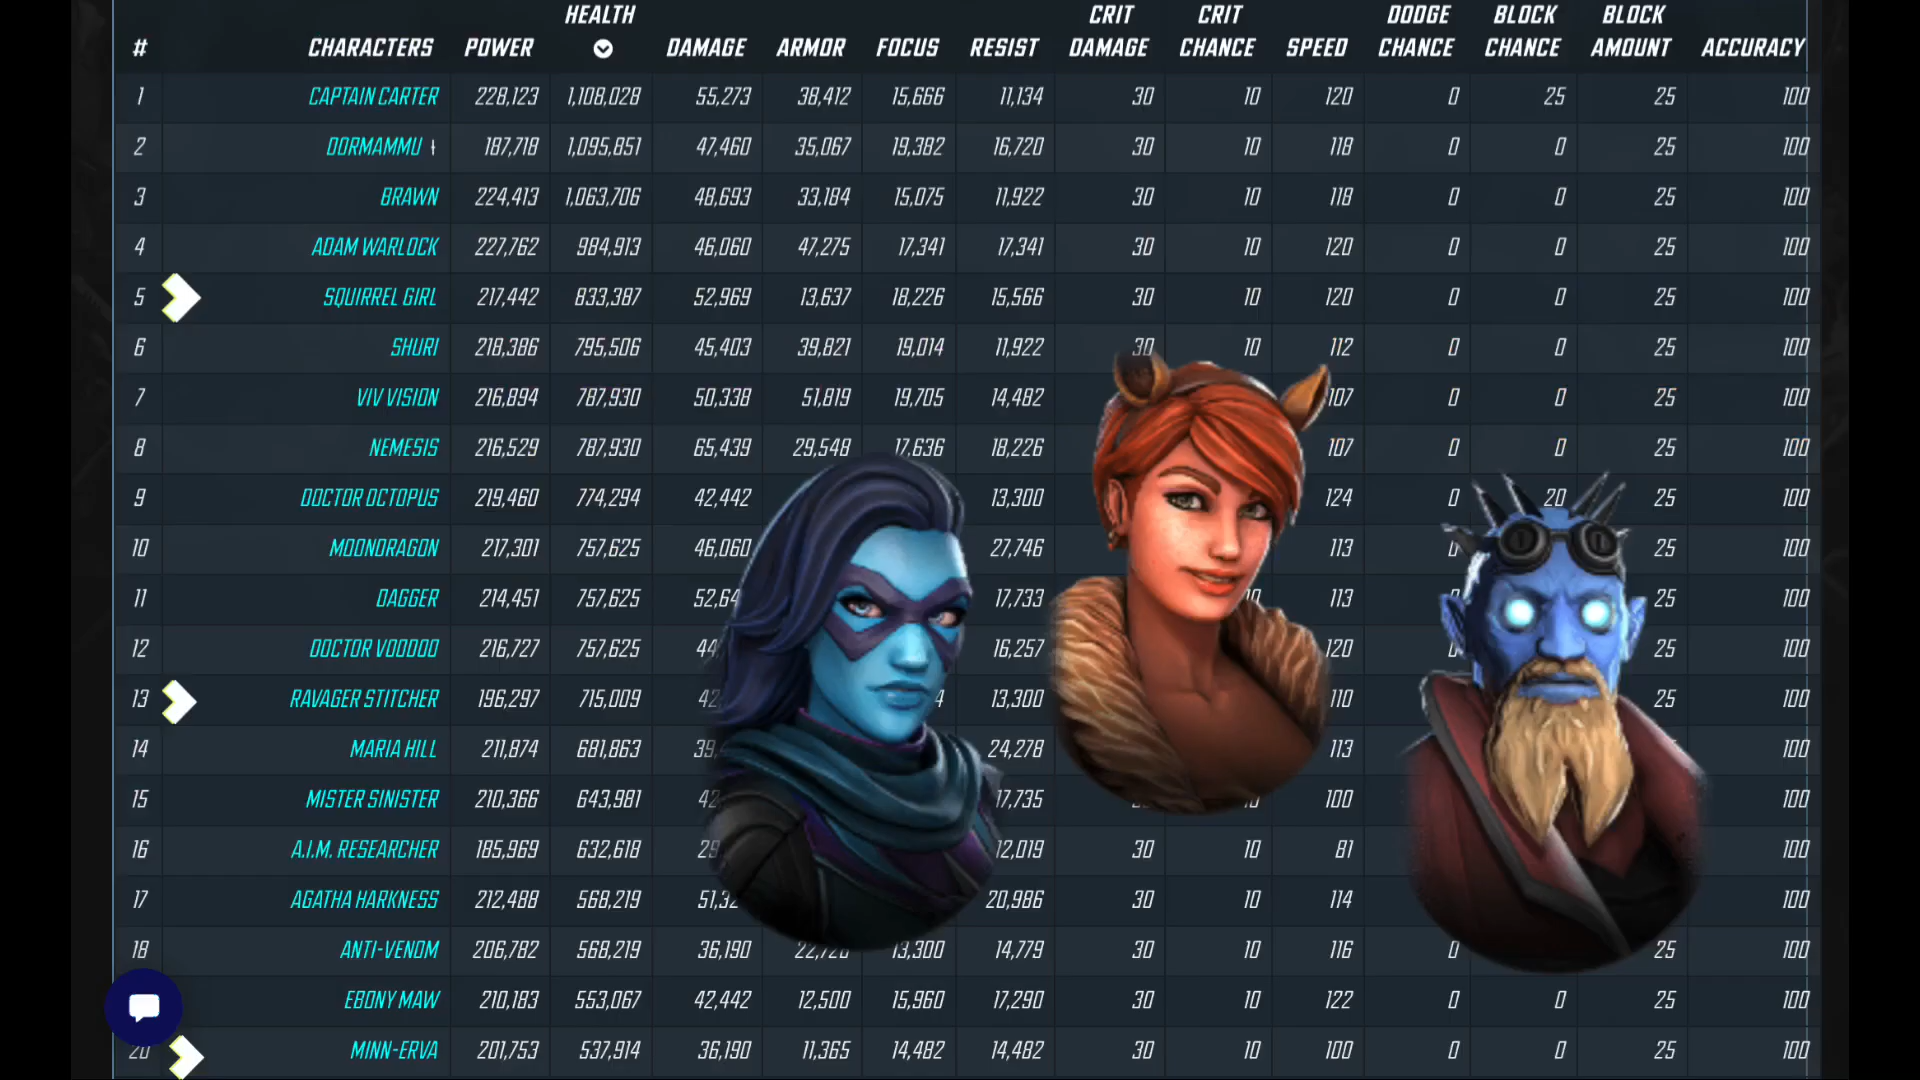 # CHARACTERS POWER HEALTH DAMAGE ARMOR FOCUS RESIST CRIT DAMAGE CRIT CHANCE SPEED DODGE CHANCE BLOCK CHANCE BLOCK AMOUNT ACCURACY
1 CAPTAIN CARTER 228,123 1,108,028 55,273 38,412 15,666 11,134 30 10 120 0 25 25 100
2 DORMAMMU 187,718 1,095,851 47,460 35,067 19,382 16,720 30 10 118 0 0 25 100
3 BRAWN 224,413 1,063,706 48,693 33,184 15,075 11,922 30 10 118 0 0 25 100
4 ADAM WARLOCK 227,762 984,913 46,060 47,275 17,341 17,341 30 10 120 0 0 25 100
5 SQUIRREL GIRL 217,442 833,387 52,969 13,637 18,226 15,566 30 10 120 0 0 25 100
6 SHURI 218,386 795,506 45,403 39,821 19,014 11,922 30 10 112 0 0 25 100
7 VIV VISION 216,894 787,930 50,338 51,819 19,705 14,482 107 0 0 25 100
8 NEMESIS 216,529 787,930 65,439 29,548 17,636 18,226 107 0 0 25 100
9 DOCTOR OCTOPUS 219,460 774,294 42,442 13,300 124 0 20 25 100
10 MOONDRAGON 217,301 757,625 46,060 27,746 113 0 25 100
11 DAGGER 214,451 757,625 17,733 113 25 100
12 DOCTOR VOODOO 216,727 757,625 16,257 120 25 100
13 RAVAGER STITCHER 196,297 715,009 13,300 110 25 100
14 MARIA HILL 211,874 681,863 24,278 113 100
15 MISTER SINISTER 210,366 643,981 17,735 100 100
16 A.I.M. RESEARCHER 185,969 632,618 12,019 30 10 81 100
17 AGATHA HARKNESS 212,488 568,219 20,986 30 10 114 100
18 ANTI-VENOM 206,782 568,219 36,190 13,300 14,779 30 10 116 0 25 100
EBONY MAW 210,183 553,067 42,442 12,500 15,960 17,290 30 10 122 0 0 25 100
20 MINN-ERVA 201,753 537,914 36,190 11,365 14,482 14,482 30 10 100 0 0 25 100